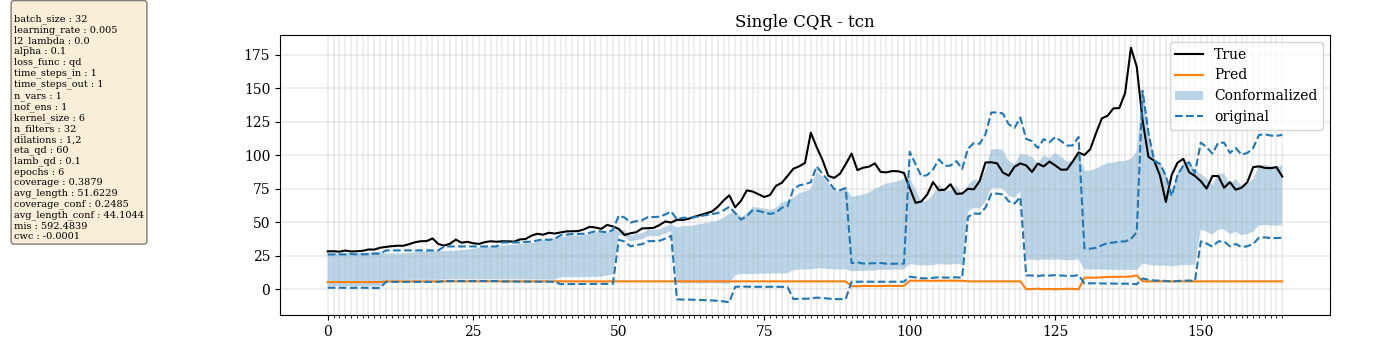 batch_size : 32
learning_rate : 0.005
l2_lambda : 0.0
alpha : 0.1
loss_func : qd
time_steps_in : 1
time_steps_out : 1
n_vars : 1
nof_ens : 1
kernel_size : 6
n_filters : 32
dilations : 1,2
eta_qd : 60
lamb_qd : 0.1
epochs : 6
coverage : 0.3879
avg_length : 51.6229
coverage_conf : 0.2485
avg_length_conf : 44.1044
mis : 592.4839
cwc : -0.0001
Single CQR - tcn
175
150
125
100
75
50
25
0
0 25 50 75 100 125 150
True
Pred
Conformalized
original